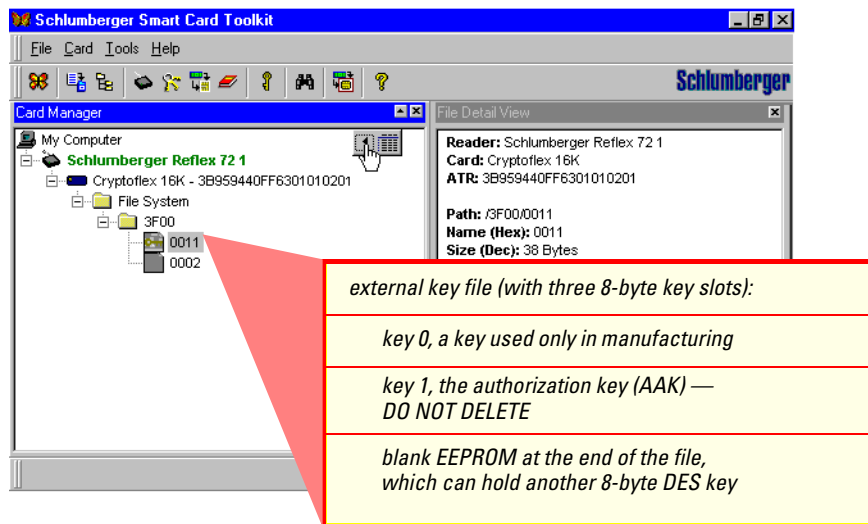 Schlumberger Smart Card Toolkit
File Card Tools Help
Schlumberger
Card Manager
My Computer
Schlumberger Reflex 72 1
Cryptoflex 16K - 3B959440FF6301010201
File System
3F00
0011
0002
File Detail View
Reader: Schlumberger Reflex 72 1
Card: Cryptoflex 16K
ATR: 3B959440FF6301010201
Path: /3F00/0011
Name (Hex): 0011
Size (Dec): 38 Bytes
external key file (with three 8-byte key slots):
key 0, a key used only in manufacturing
key 1, the authorization key (AAK) —
DO NOT DELETE
blank EEPROM at the end of the file,
which can hold another 8-byte DES key